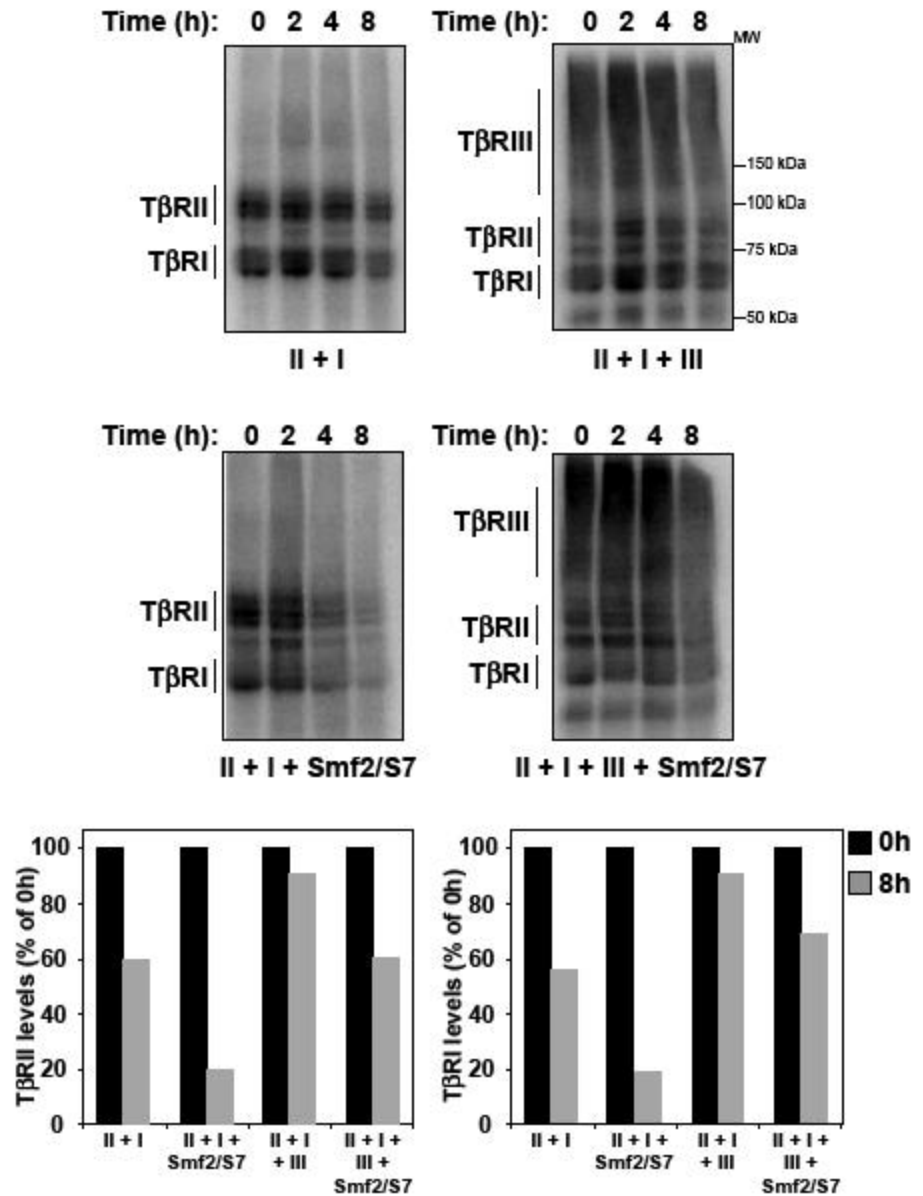 Time (h): 0 2 4 8
TβRII
TβRI
II + I
Time (h): 0 2 4 8
MW
TβRIII
150 kDa
100 kDa
TβRII
75 kDa
TβRI
50 kDa
II + I + III
Time (h): 0 2 4 8
TβRII
TβRI
II + I + Smf2/S7
Time (h): 0 2 4 8
TβRIII
TβRII
TβRI
II + I + III + Smf2/S7
TβRII levels (% of 0h)
100
80
60
40
20
0
II + I
II + I +
Smf2/S7
II + I
+ III
II + I +
III +
Smf2/S7
TβRI levels (% of 0h)
100
80
60
40
20
0
II + I
II + I +
Smf2/S7
II + I
+ III
II + I +
III +
Smf2/S7
0h
8h